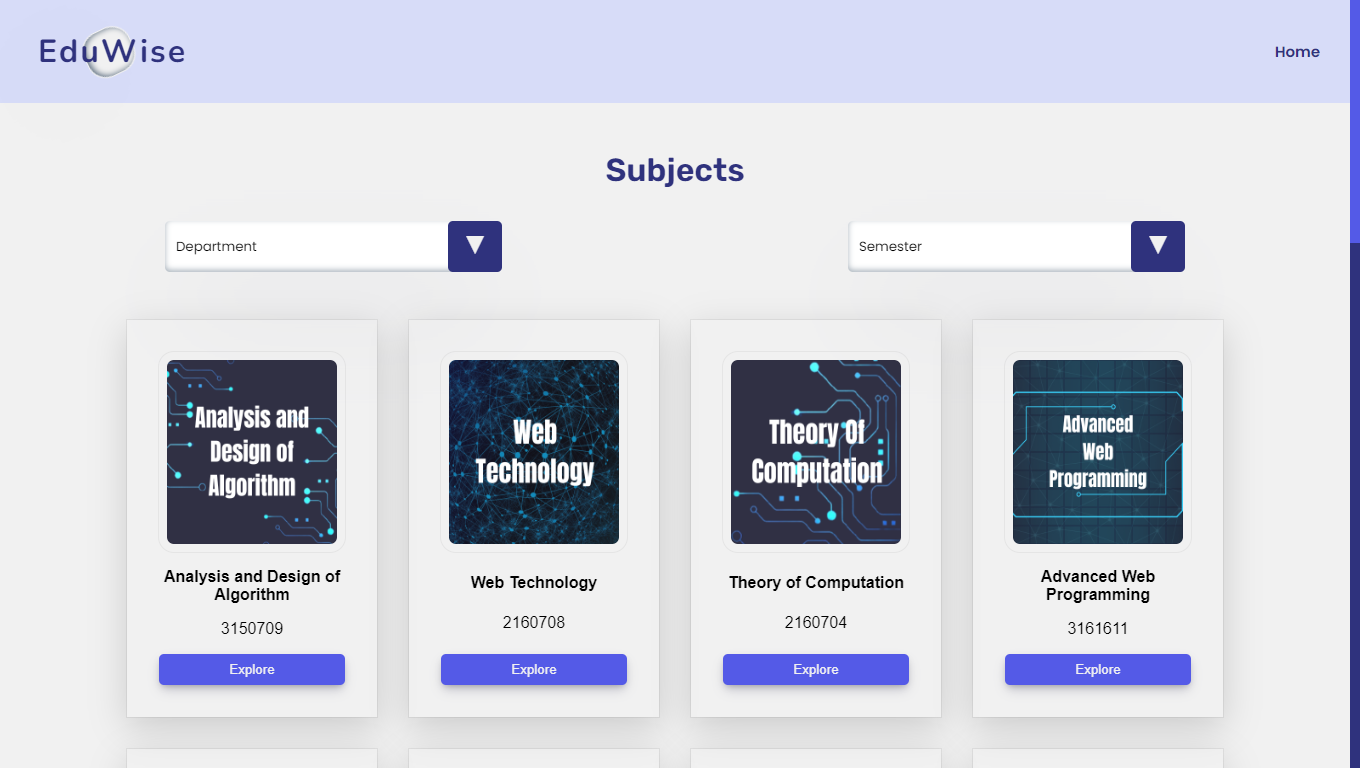 EduWise
Home
Subjects
Department
▼
Semester
▼
Analysis and
Design of
Algorithm
Web
Technology
Theory Of
Computation
Advanced
Web
Programming
Analysis and Design of
Algorithm
Web Technology
Theory of Computation
Advanced Web
Programming
3150709
2160708
2160704
3161611
Explore
Explore
Explore
Explore